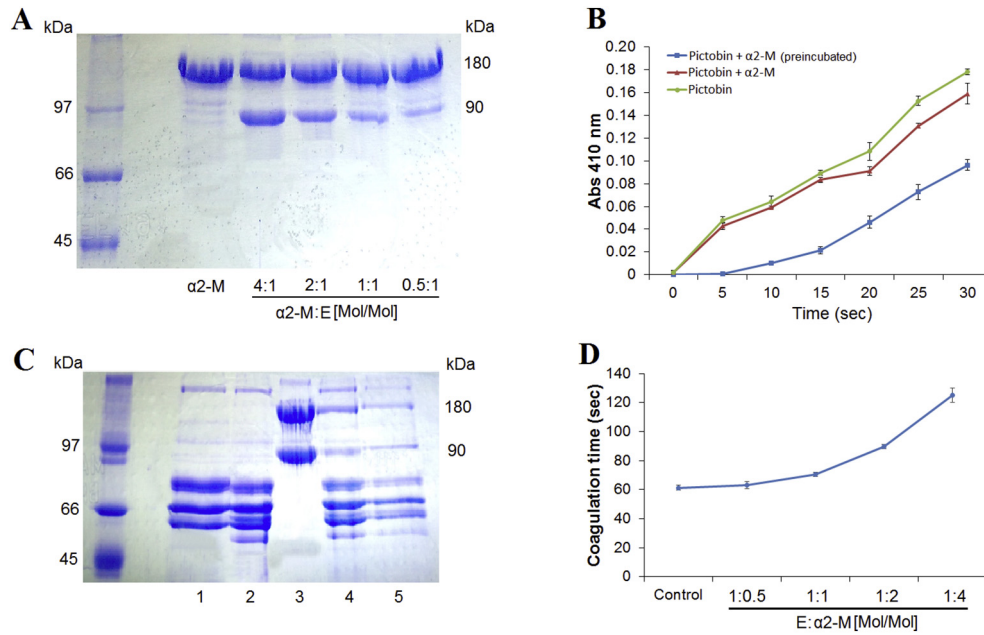 A
kDa
kDa
180
97
90
66
45
α2-M
4:1
2:1
1:1
0.5:1
α2-M:E [Mol/Mol]
B
0.20
0.18
0.16
0.14
0.12
0.10
0.08
0.06
0.04
0.02
0
Abs 410 nm
Pictobin + α2-M (preincubated)
Pictobin + α2-M
Pictobin
0
5
10
15
20
25
30
Time (sec)
C
kDa
kDa
180
97
90
66
45
1
2
3
4
5
D
140
120
100
80
60
40
20
0
Coagulation time (sec)
Control
1:0.5
1:1
1:2
1:4
E:α2-M [Mol/Mol]